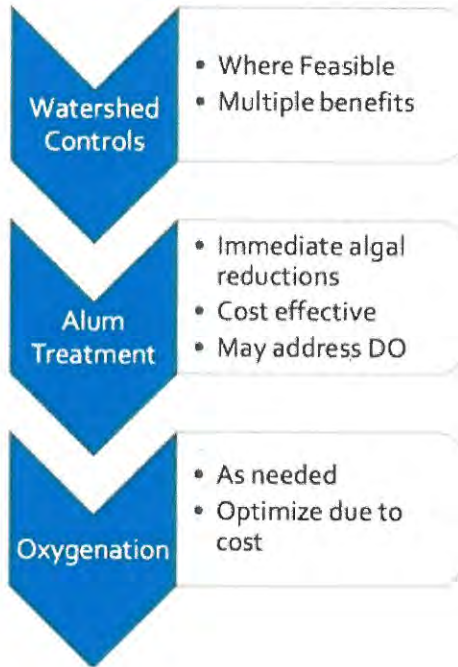 Watershed
Controls
• Where Feasible
• Multiple benefits
Alum
Treatment
• Immediate algal
reductions
• Cost effective
• May address DO
Oxygenation
• As needed
• Optimize due to
cost